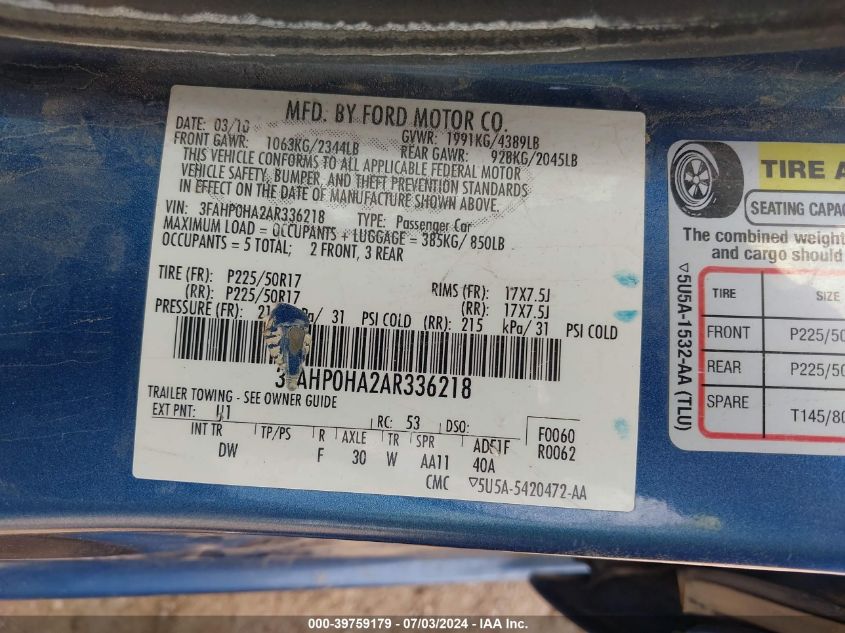 MFD. BY FORD MOTOR CO.
DATE: 03/10 GVWR: 1991KG/4389LB
FRONT GAWR: 1063KG/2344LB REAR GAWR: 928KG/2045LB
THIS VEHICLE CONFORMS TO ALL APPLICABLE FEDERAL MOTOR
VEHICLE SAFETY, BUMPER, AND THEFT PREVENTION STANDARDS
IN EFFECT ON THE DATE OF MANUFACTURE SHOWN ABOVE.
VIN: 3FAHP0HA2AR336218 TYPE: Passenger Car
MAXIMUM LOAD = OCCUPANTS + LUGGAGE = 385KG/ 850LB
OCCUPANTS = 5 TOTAL; 2 FRONT, 3 REAR
TIRE (FR): P225/50R17 RIMS (FR): 17X7.5J
(RR): P225/50R17 (RR): 17X7.5J
PRESSURE (FR): / 31 PSI COLD (RR): 215 kPa/ 31 PSI COLD
3FAHP0HA2AR336218
TRAILER TOWING - SEE OWNER GUIDE
EXT PNT: RC: 53 DSO: F0060
INT TR TP/PS R AXLE TR SPR R0062
DW F 30 W AA11 40A
CMC ▽5U5A-5420472-AA
TIRE A
SEATING CAPAC
The combined weight
and cargo should
TIRE SIZE
FRONT P225/50
REAR P225/50
SPARE T145/80
▽5U5A-1532-AA (TLU)
000-39759179 / 07/03/2024 - IAA Inc.